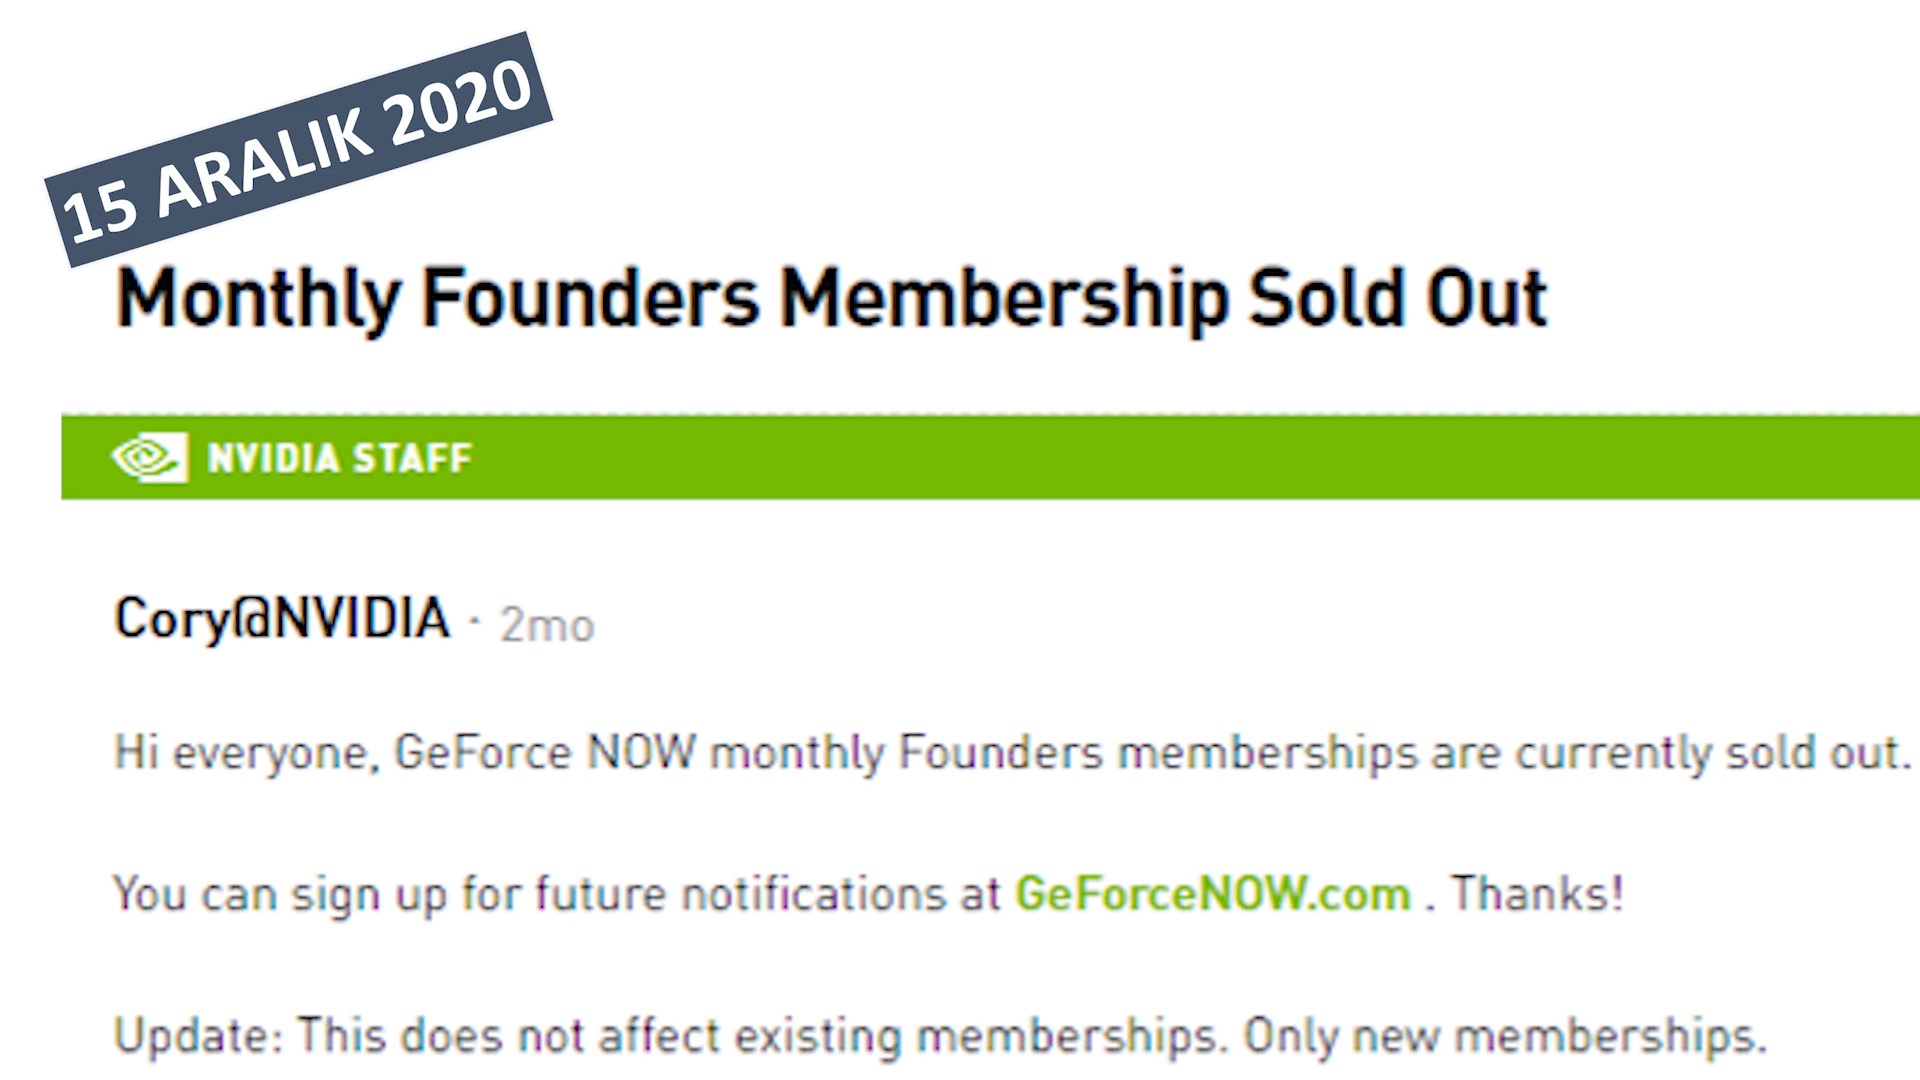 15 ARALIK 2020
Monthly Founders Membership Sold Out
NVIDIA STAFF
Cory@NVIDIA · 2mo
Hi everyone, GeForce NOW monthly Founders memberships are currently sold out.
You can sign up for future notifications at GeForceNOW.com . Thanks!
Update: This does not affect existing memberships. Only new memberships.